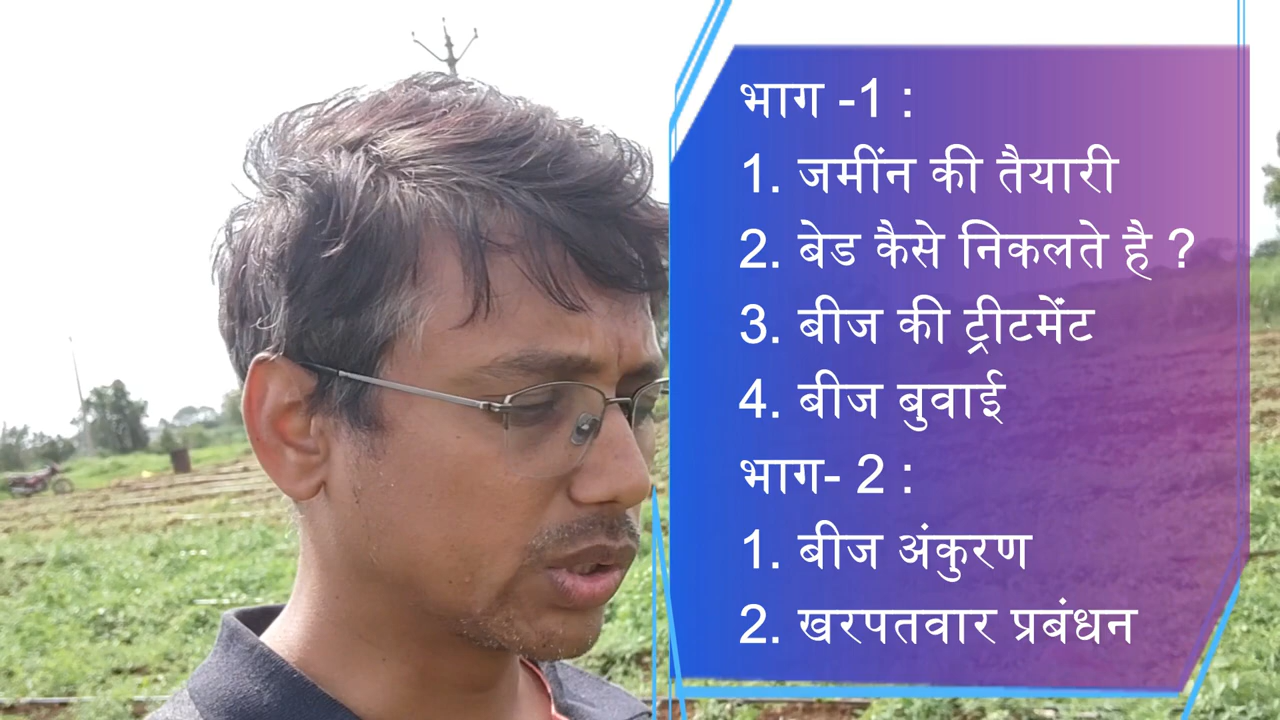 भाग -1 :
1. जमींन की तैयारी
2. बेड कैसे निकलते है ?
3. बीज की ट्रीटमेंट
4. बीज बुवाई
भाग- 2 :
1. बीज अंकुरण
2. खरपतवार प्रबंधन